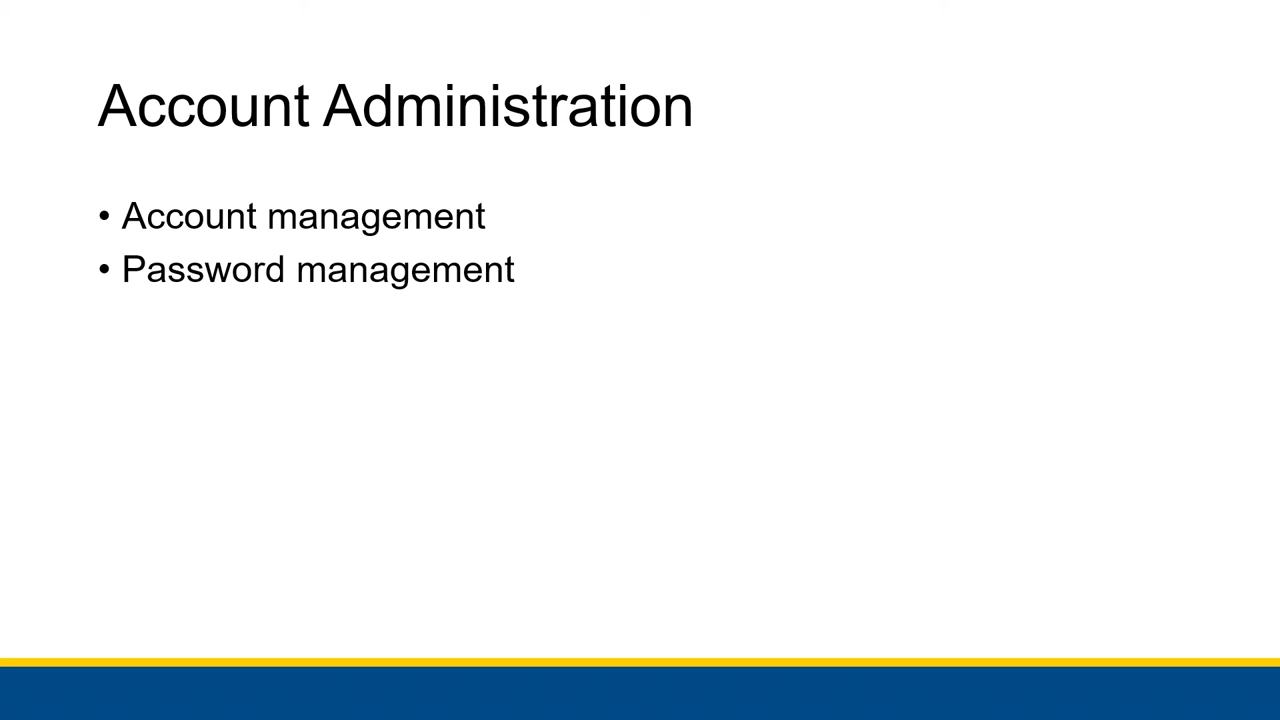 Account Administration
• Account management
• Password management